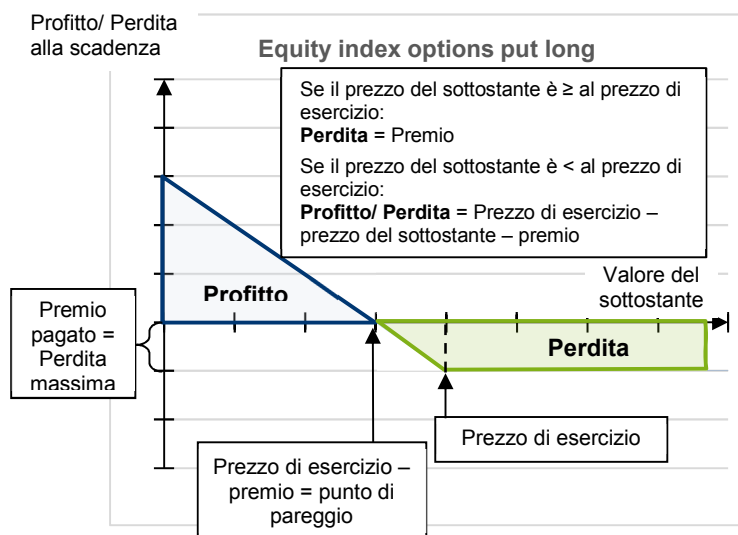 Profitto/ Perdita
alla scadenza
Equity index options put long
Se il prezzo del sottostante è ≥ al prezzo di
esercizio:
Perdita = Premio
Se il prezzo del sottostante è < al prezzo di
esercizio:
Profitto/ Perdita = Prezzo di esercizio –
prezzo del sottostante – premio
Valore del
sottostante
Profitto
Premio
pagato =
Perdita
massima
Perdita
Prezzo di esercizio
Prezzo di esercizio –
premio = punto di
pareggio